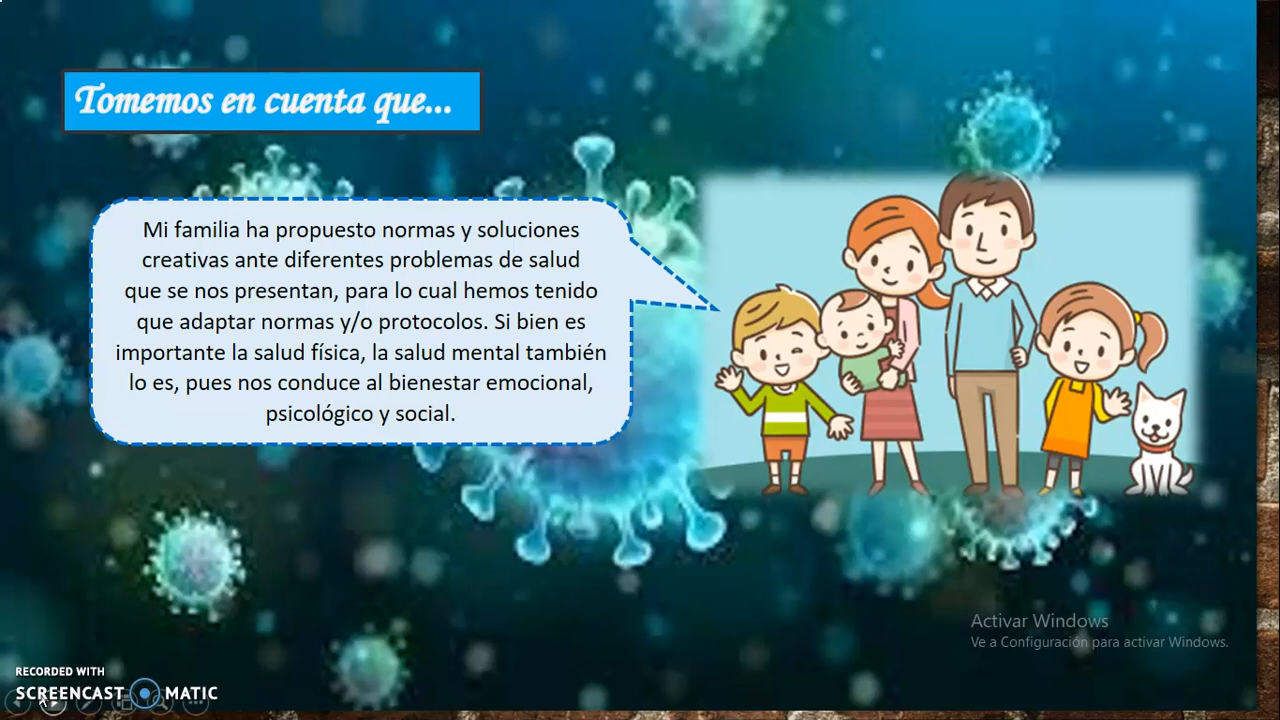 Tomemos en cuenta que...
Mi familia ha propuesto normas y soluciones
creativas ante diferentes problemas de salud
que se nos presentan, para lo cual hemos tenido
que adaptar normas y/o protocolos. Si bien es
importante la salud física, la salud mental también
lo es, pues nos conduce al bienestar emocional,
psicológico y social.
Activar Windows
Ve a Configuración para activar Windows.
RECORDED WITH
SCREENCAST MATIC